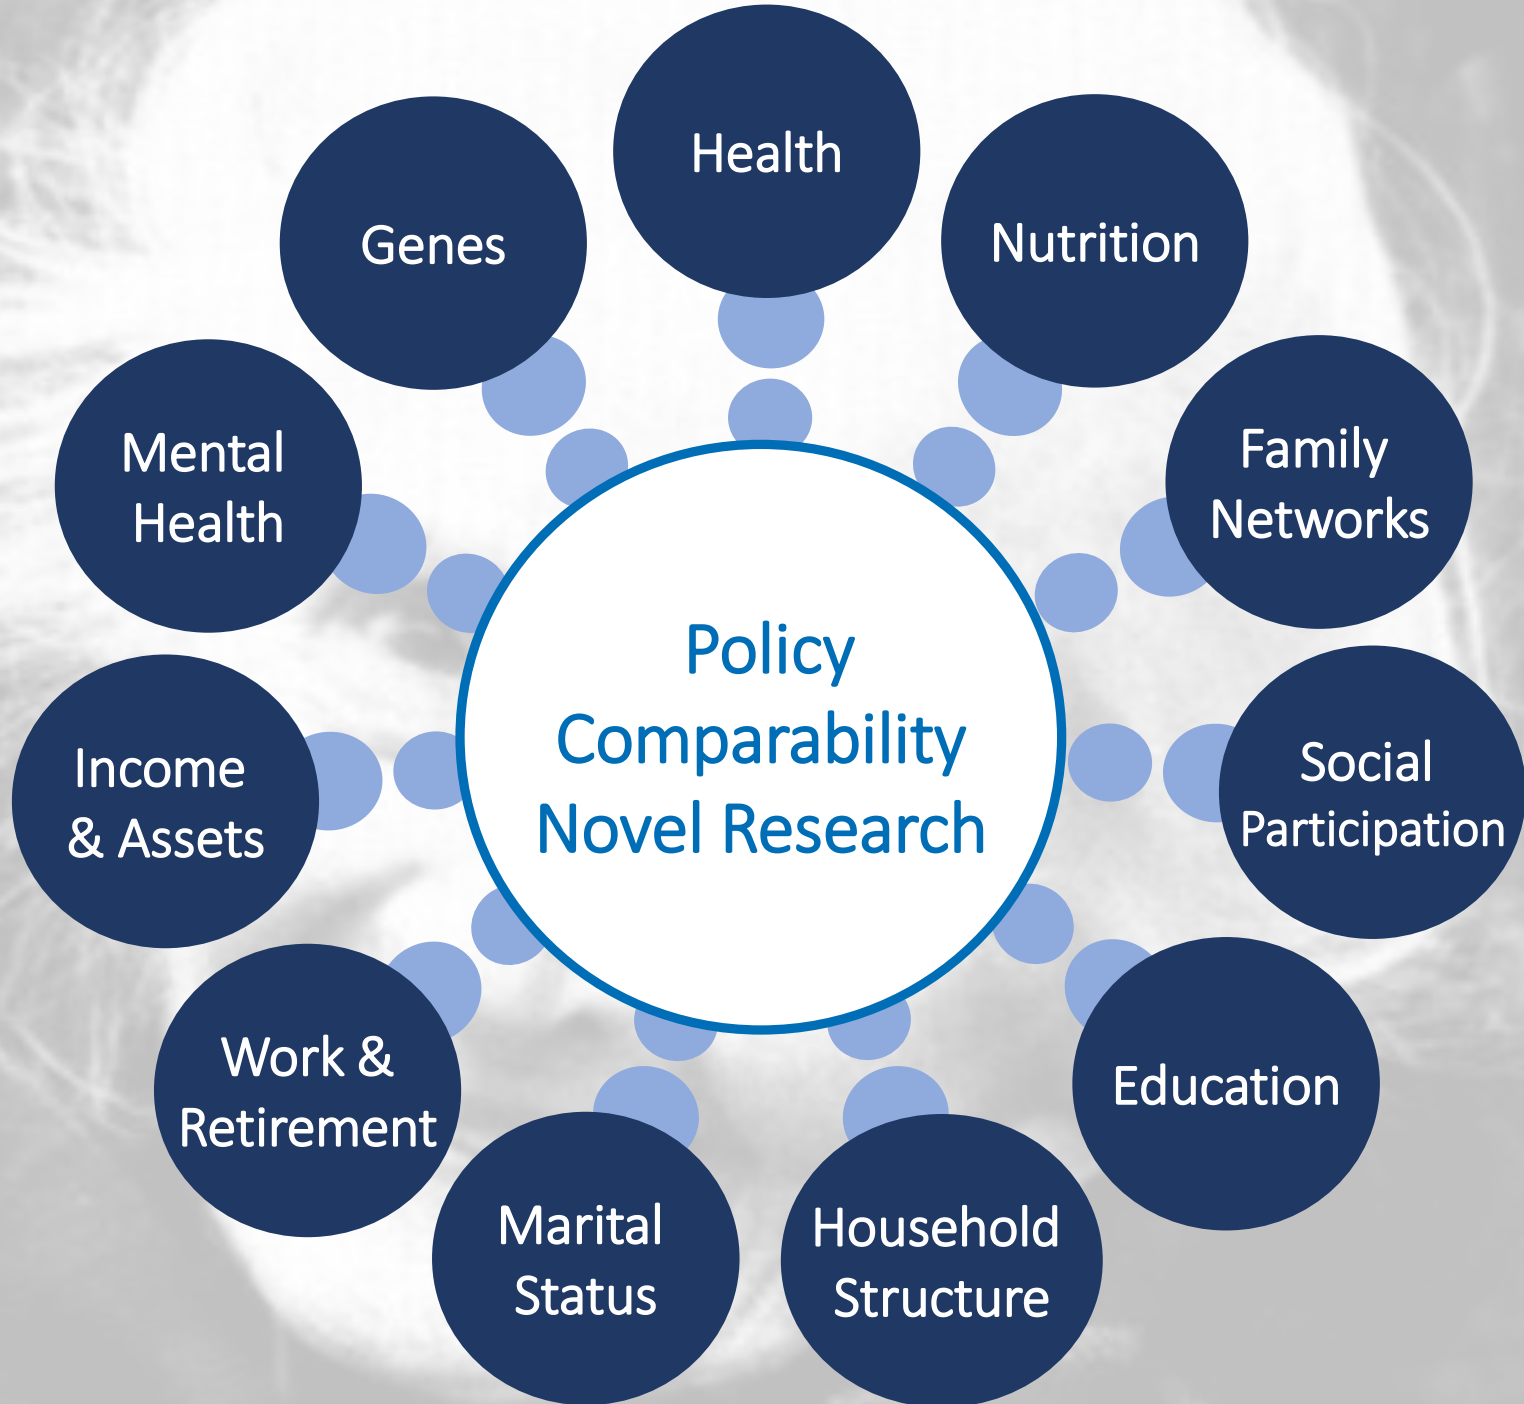 Health
Genes
Nutrition
Mental
Health
Family
Networks
Policy
Comparability
Novel Research
Income
& Assets
Social
Participation
Work &
Retirement
Education
Marital
Status
Household
Structure